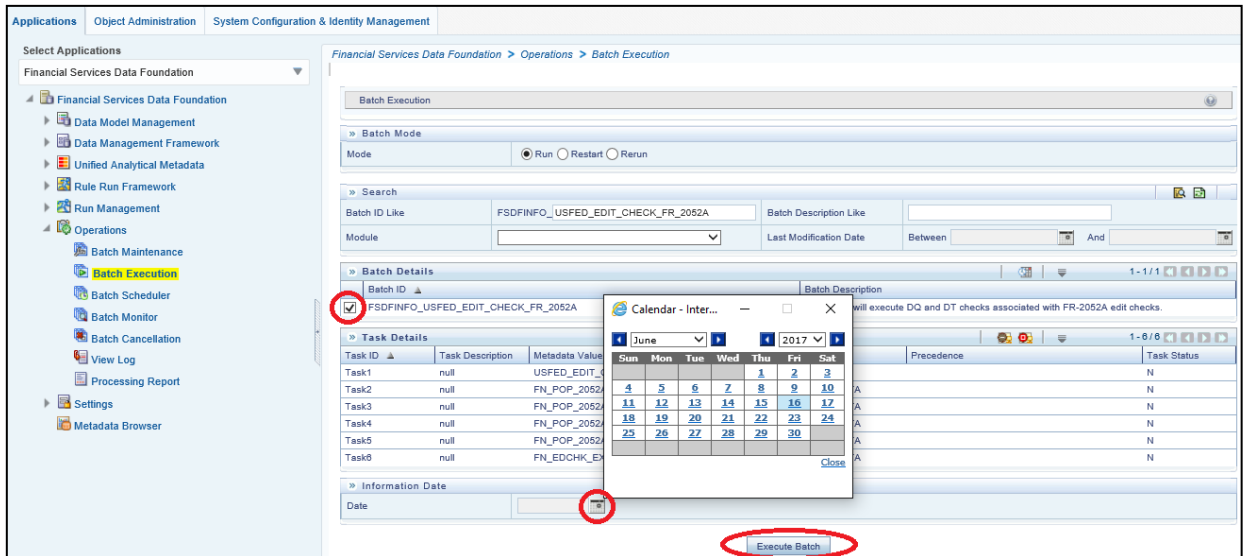 Applications Object Administration System Configuration & Identity Management
Select Applications
Financial Services Data Foundation
Financial Services Data Foundation
Data Model Management
Data Management Framework
Unified Analytical Metadata
Rule Run Framework
Run Management
Operations
Batch Maintenance
Batch Execution
Batch Scheduler
Batch Monitor
Batch Cancellation
View Log
Processing Report
Settings
Metadata Browser
Financial Services Data Foundation > Operations > Batch Execution
Batch Execution
» Batch Mode
Mode Run Restart Rerun
» Search
Batch ID Like FSDFINFO_ USFED_EDIT_CHECK_FR_2052A Batch Description Like
Module Last Modification Date Between And
» Batch Details 1-1/1
Batch ID Batch Description
FSDFINFO_USFED_EDIT_CHECK_FR_2052A will execute DQ and DT checks associated with FR-2052A edit checks.
» Task Details 1-6/6
Task ID Task Description Metadata Value Precedence Task Status
Task1 null USFED_EDIT_ N
Task2 null FN_POP_2052A N
Task3 null FN_POP_2052A N
Task4 null FN_POP_2052A N
Task5 null FN_POP_2052A N
Task6 null FN_EDCHK_EX N
Calendar - Inter...
June 2017
Sun Mon Tue Wed Thu Fri Sat
1 2 3
4 5 6 7 8 9 10
11 12 13 14 15 16 17
18 19 20 21 22 23 24
25 26 27 28 29 30
Close
» Information Date
Date
Execute Batch